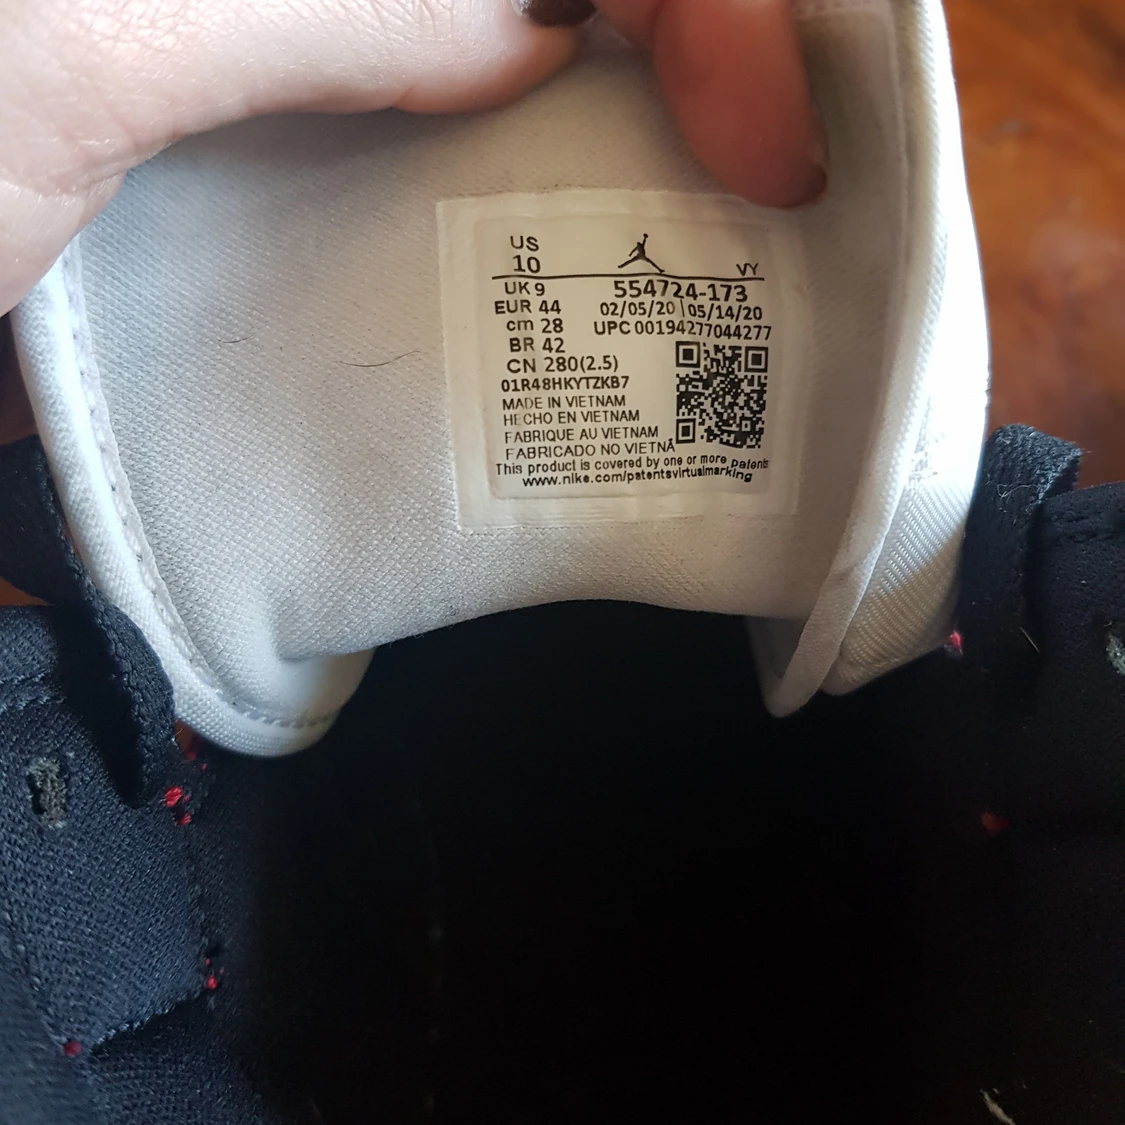 US
10
VY
UK 9
554724-173
EUR 44
02/05/20 | 05/14/20
cm 28
UPC 00194277044277
BR 42
CN 280(2.5)
01R48HKYTZKB7
MADE IN VIETNAM
HECHO EN VIETNAM
FABRIQUE AU VIETNAM
FABRICADO NO VIETNÃ
This product is covered by one or more patents
www.nike.com/patentsvirtualmarking